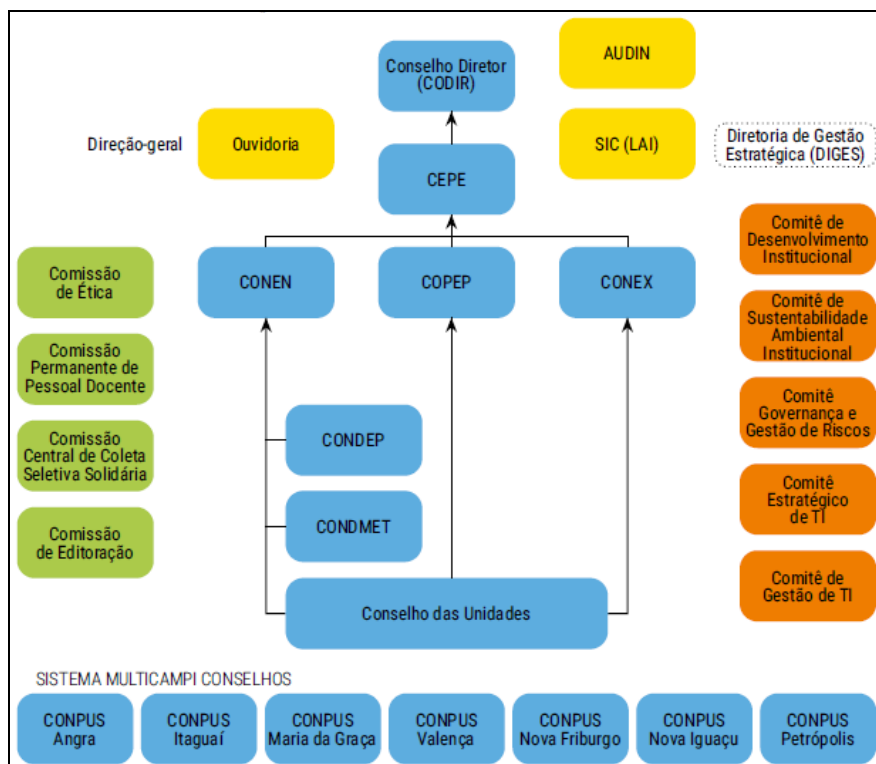 Conselho Diretor
(CODIR)
AUDIN
Direção-geral
Ouvidoria
SIC (LAI)
Diretoria de Gestão
Estratégica (DIGES)
CEPE
Comitê de
Desenvolvimento
Institucional
Comissão
de Ética
CONEN
COPEP
CONEX
Comitê de
Sustentabilidade
Ambiental
Institucional
Comissão
Permanente de
Pessoal Docente
Comitê
Governança e
Gestão de Riscos
CONDEP
Comissão
Central de Coleta
Seletiva Solidária
Comitê
Estratégico
de TI
CONDMET
Comissão
de Editoração
Comitê de
Gestão de TI
Conselho das Unidades
SISTEMA MULTICAMPI CONSELHOS
CONPUS
Angra
CONPUS
Itaguaí
CONPUS
Maria da Graça
CONPUS
Valença
CONPUS
Nova Friburgo
CONPUS
Nova Iguaçu
CONPUS
Petrópolis